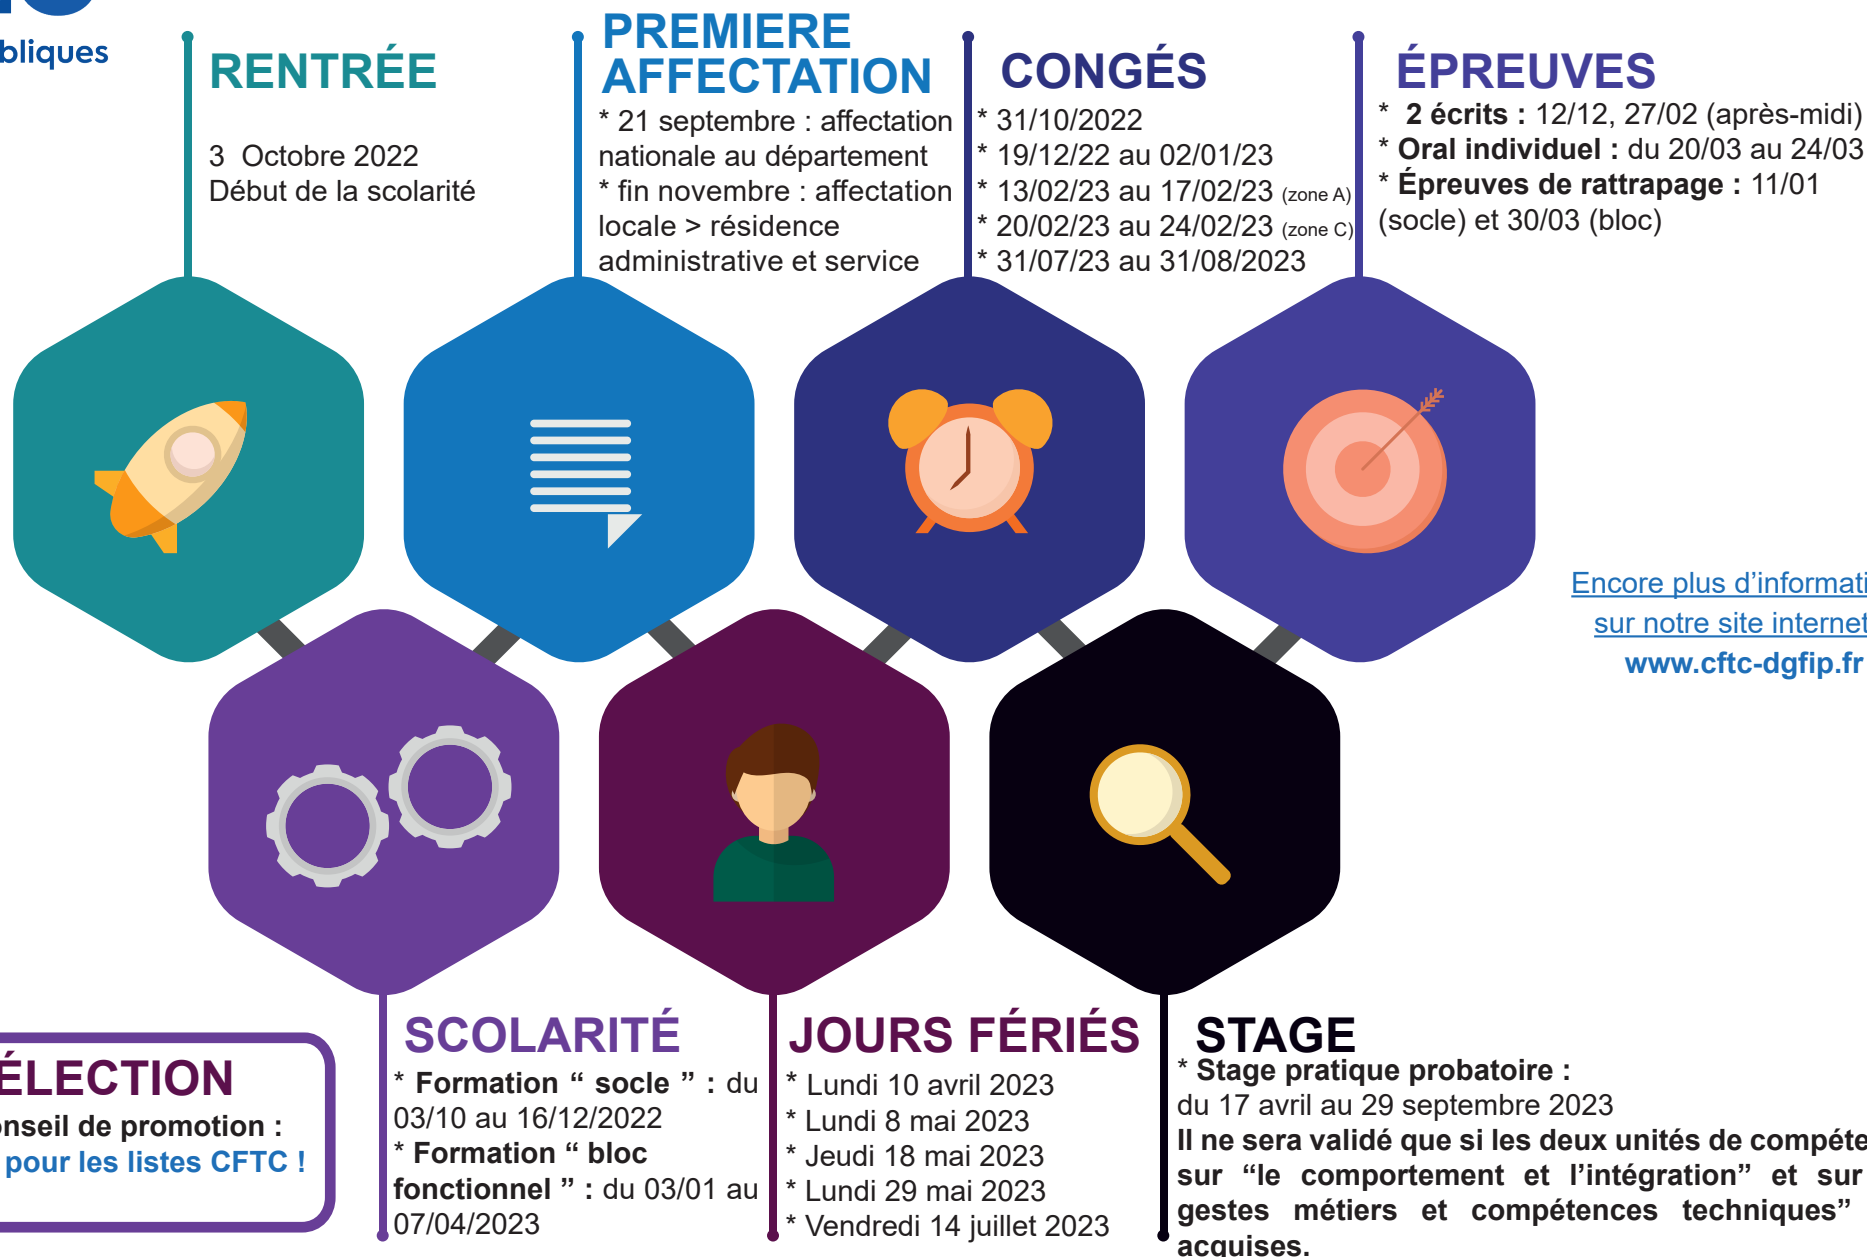 bliques
RENTRÉE
3 Octobre 2022
Début de la scolarité
PREMIERE
AFFECTATION
* 21 septembre : affectation
nationale au département
* fin novembre : affectation
locale > résidence
administrative et service
CONGÉS
* 31/10/2022
* 19/12/22 au 02/01/23
* 13/02/23 au 17/02/23 (zone A)
* 20/02/23 au 24/02/23 (zone C)
* 31/07/23 au 31/08/2023
ÉPREUVES
* 2 écrits : 12/12, 27/02 (après-midi)
* Oral individuel : du 20/03 au 24/03
* Épreuves de rattrapage : 11/01
(socle) et 30/03 (bloc)
Encore plus d'informati
sur notre site internet
www.cftc-dgfip.fr
ÉLECTION
onseil de promotion :
pour les listes CFTC !
SCOLARITÉ
* Formation “ socle ” : du
03/10 au 16/12/2022
* Formation “ bloc
fonctionnel ” : du 03/01 au
07/04/2023
JOURS FÉRIÉS
* Lundi 10 avril 2023
* Lundi 8 mai 2023
* Jeudi 18 mai 2023
* Lundi 29 mai 2023
* Vendredi 14 juillet 2023
STAGE
* Stage pratique probatoire :
du 17 avril au 29 septembre 2023
Il ne sera validé que si les deux unités de compéte
sur “le comportement et l’intégration” et sur
gestes métiers et compétences techniques”
acquises.